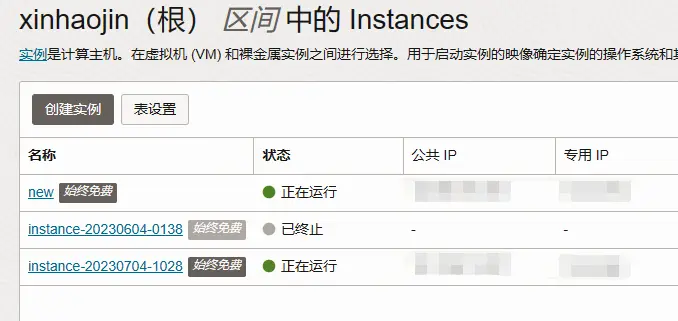 xinhaojin（根）区间 中的 Instances
实例是计算主机。在虚拟机 (VM) 和裸金属实例之间进行选择。用于启动实例的映像确定实例的操作系统和
创建实例 表设置
名称 状态 公共 IP 专用 IP
new 始终免费 正在运行
instance-20230604-0138 始终免费 已终止 - -
instance-20230704-1028 始终免费 正在运行